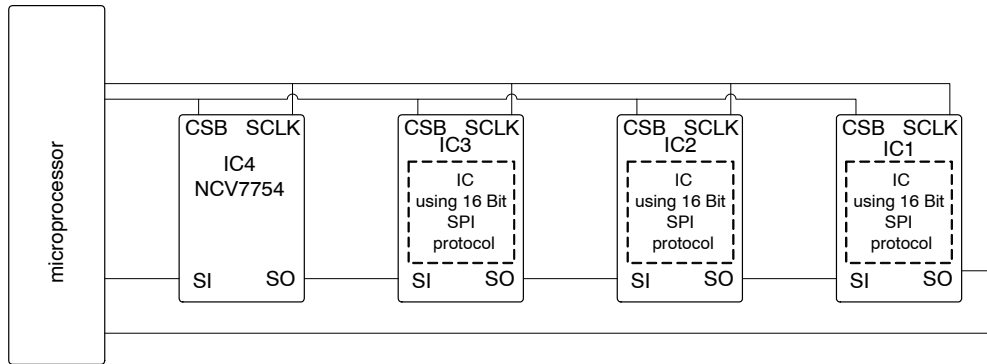 microprocessor
CSB SCLK
IC4
NCV7754
SI SO
CSB SCLK
IC3
IC
using 16 Bit
SPI
protocol
SI SO
CSB SCLK
IC2
IC
using 16 Bit
SPI
protocol
SI SO
CSB SCLK
IC1
IC
using 16 Bit
SPI
protocol
SI SO